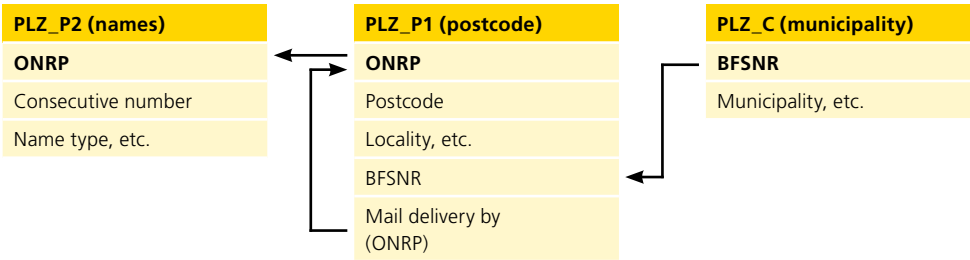 PLZ_P2 (names)
ONRP
Consecutive number
Name type, etc.
PLZ_P1 (postcode)
ONRP
Postcode
Locality, etc.
BFSNR
Mail delivery by
(ONRP)
PLZ_C (municipality)
BFSNR
Municipality, etc.